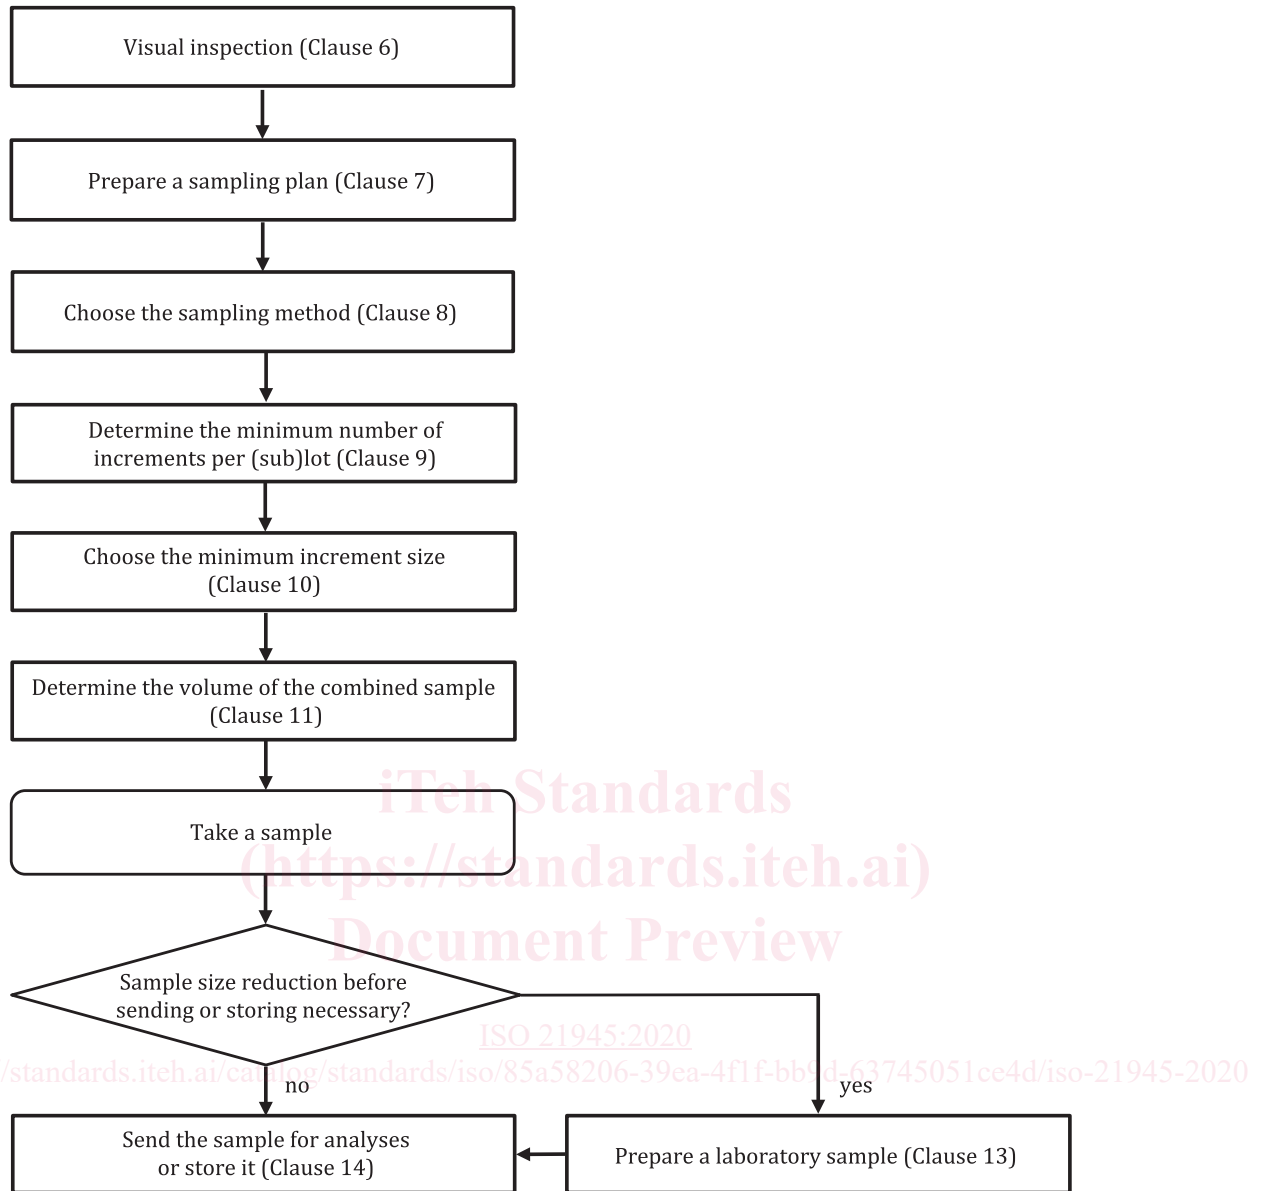 Visual inspection (Clause 6)
Prepare a sampling plan (Clause 7)
Choose the sampling method (Clause 8)
Determine the minimum number of
increments per (sub)lot (Clause 9)
Choose the minimum increment size
(Clause 10)
Determine the volume of the combined sample
(Clause 11)
iTeh Standards
Take a sample
(https://standards.iteh.ai)
Document Preview
Sample size reduction before
sending or storing necessary?
ISO 21945:2020
/standards.iteh.ai/catalog/standards/iso/85a58206-39ea-4f1f-bb9d-63745051ce4d/iso-21945-2020
no
yes
Send the sample for analyses
or store it (Clause 14)
Prepare a laboratory sample (Clause 13)